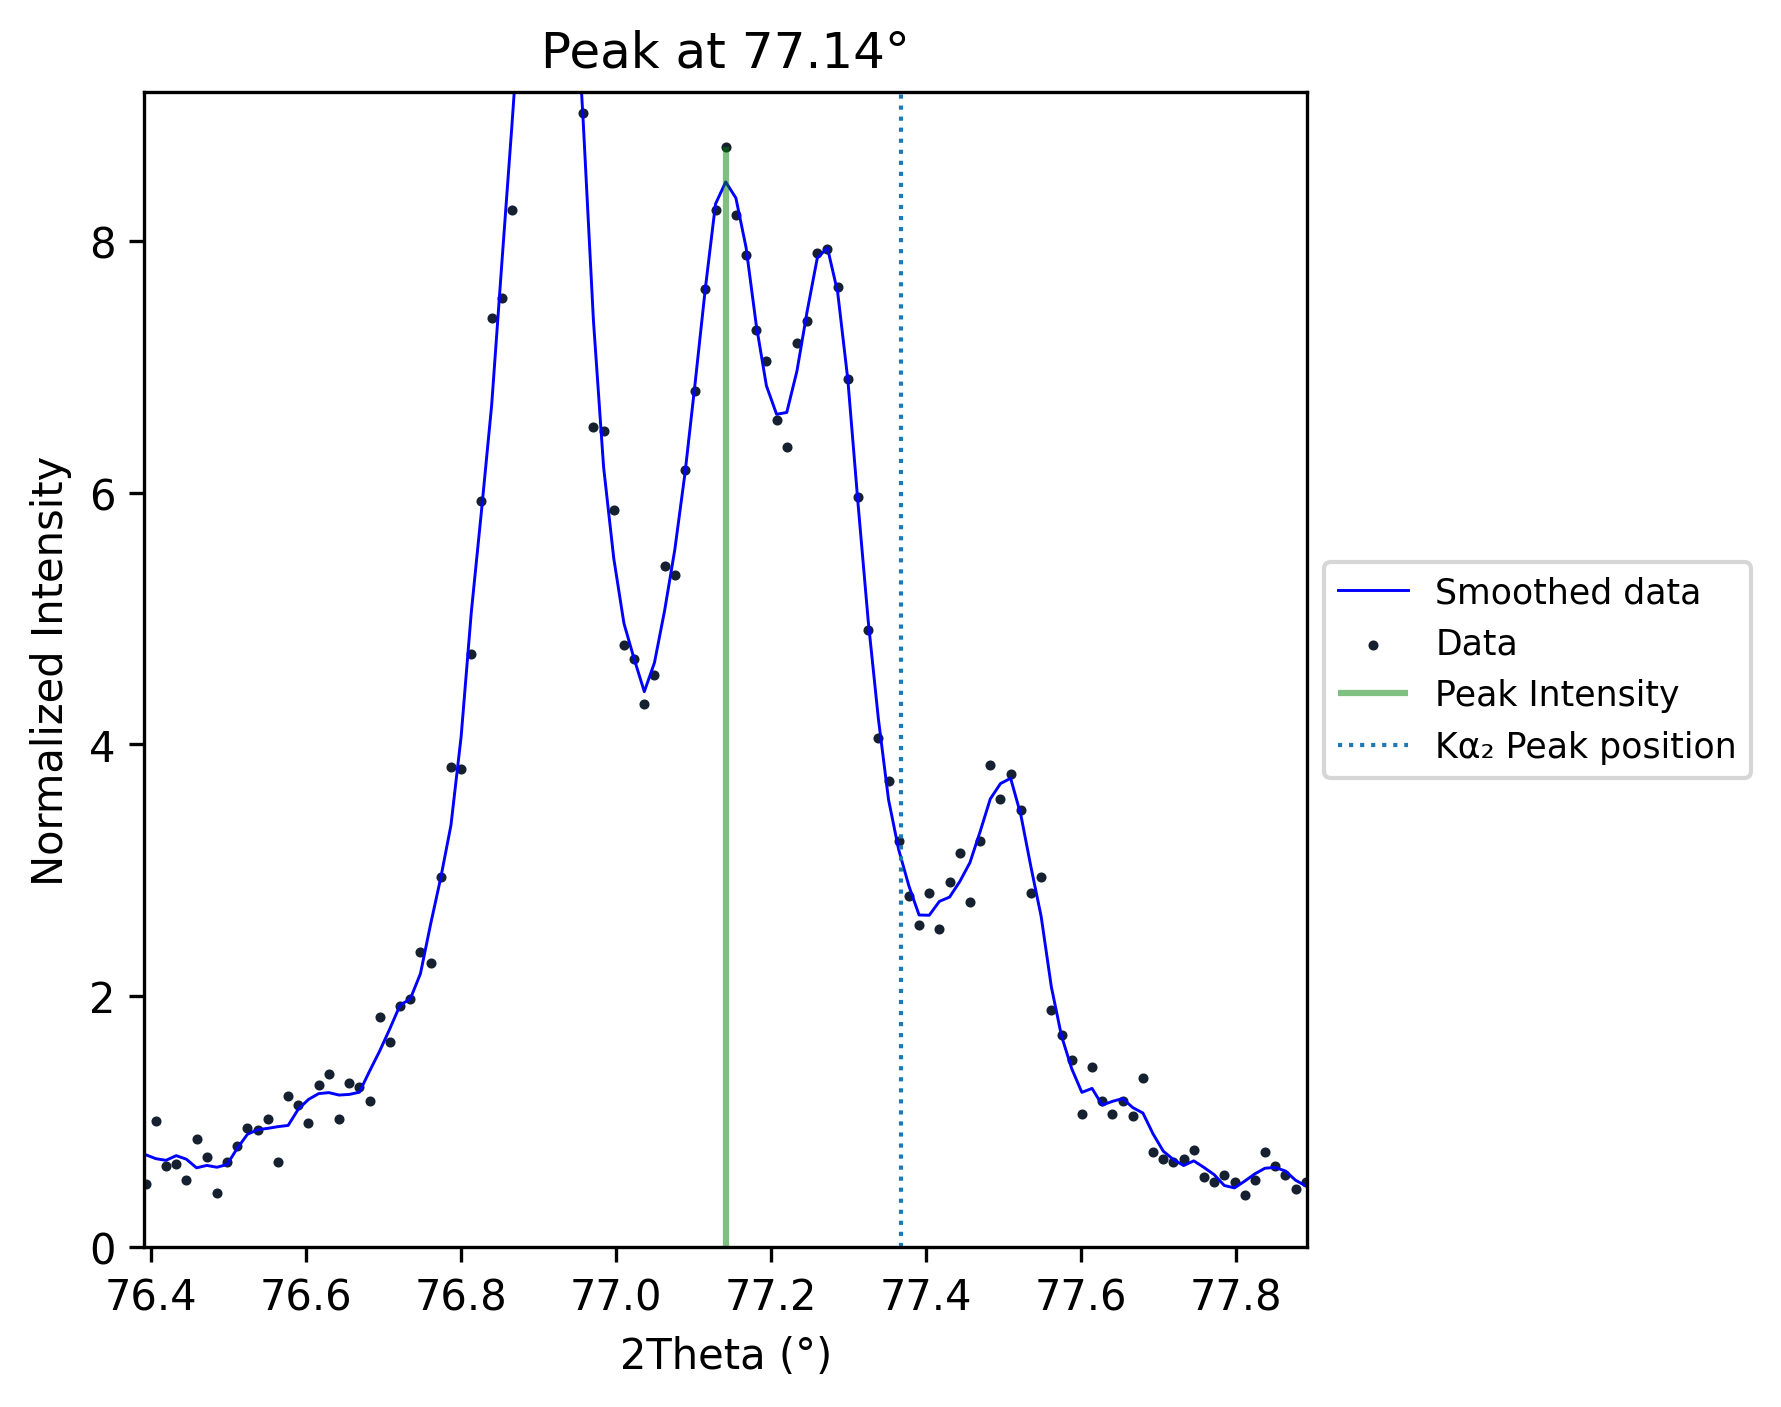 Peak at 77.14°
Normalized Intensity
8
6
4
2
0
76.4 76.6 76.8 77.0 77.2 77.4 77.6 77.8
2Theta (°)
Smoothed data
Data
Peak Intensity
Kα₂ Peak position